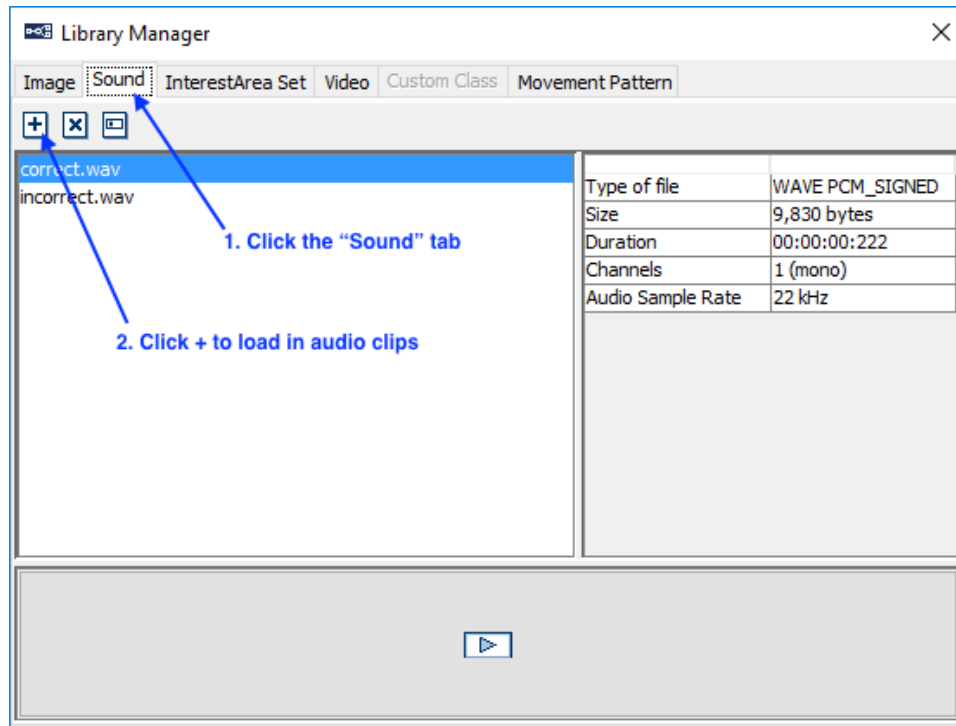 Library Manager
Image Sound InterestArea Set Video Custom Class Movement Pattern
correct.wav
incorrect.wav
1. Click the “Sound” tab
2. Click + to load in audio clips
Type of file WAVE PCM_SIGNED
Size 9,830 bytes
Duration 00:00:00:222
Channels 1 (mono)
Audio Sample Rate 22 kHz